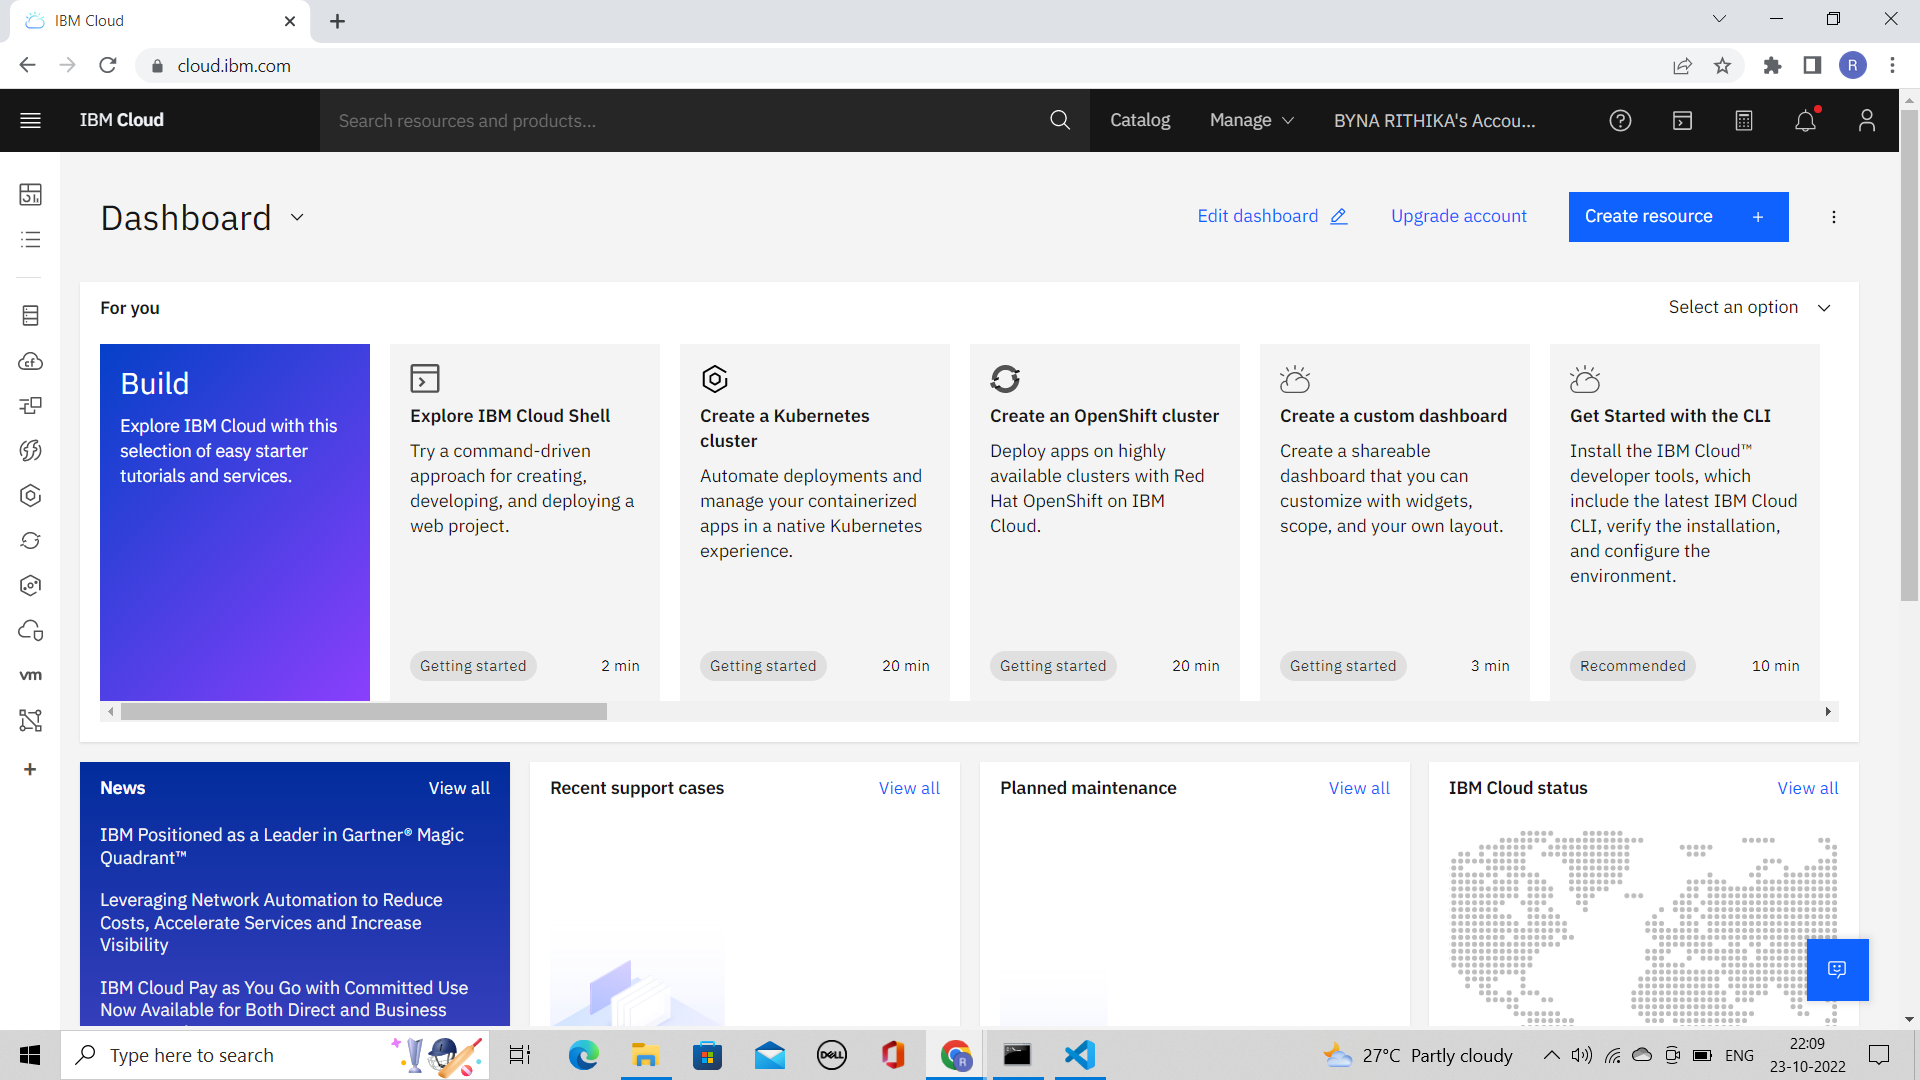 IBM Cloud
cloud.ibm.com
R
IBM Cloud
Search resources and products...
Catalog
Manage
BYNA RITHIKA's Accou...
Dashboard
Edit dashboard
Upgrade account
Create resource +
For you
Select an option
Build
Explore IBM Cloud with this
selection of easy starter
tutorials and services.
Explore IBM Cloud Shell
Try a command-driven
approach for creating,
developing, and deploying a
web project.
Getting started
2 min
Create a Kubernetes
cluster
Automate deployments and
manage your containerized
apps in a native Kubernetes
experience.
Getting started
20 min
Create an OpenShift cluster
Deploy apps on highly
available clusters with Red
Hat OpenShift on IBM
Cloud.
Getting started
20 min
Create a custom dashboard
Create a shareable
dashboard that you can
customize with widgets,
scope, and your own layout.
Getting started
3 min
Get Started with the CLI
Install the IBM Cloud™
developer tools, which
include the latest IBM Cloud
CLI, verify the installation,
and configure the
environment.
Recommended
10 min
cf
vm
News
View all
IBM Positioned as a Leader in Gartner® Magic
Quadrant™
Leveraging Network Automation to Reduce
Costs, Accelerate Services and Increase
Visibility
IBM Cloud Pay as You Go with Committed Use
Now Available for Both Direct and Business
Recent support cases
View all
Planned maintenance
View all
IBM Cloud status
View all
Type here to search
DELL
R
27°C Partly cloudy
ENG
22:09
23-10-2022